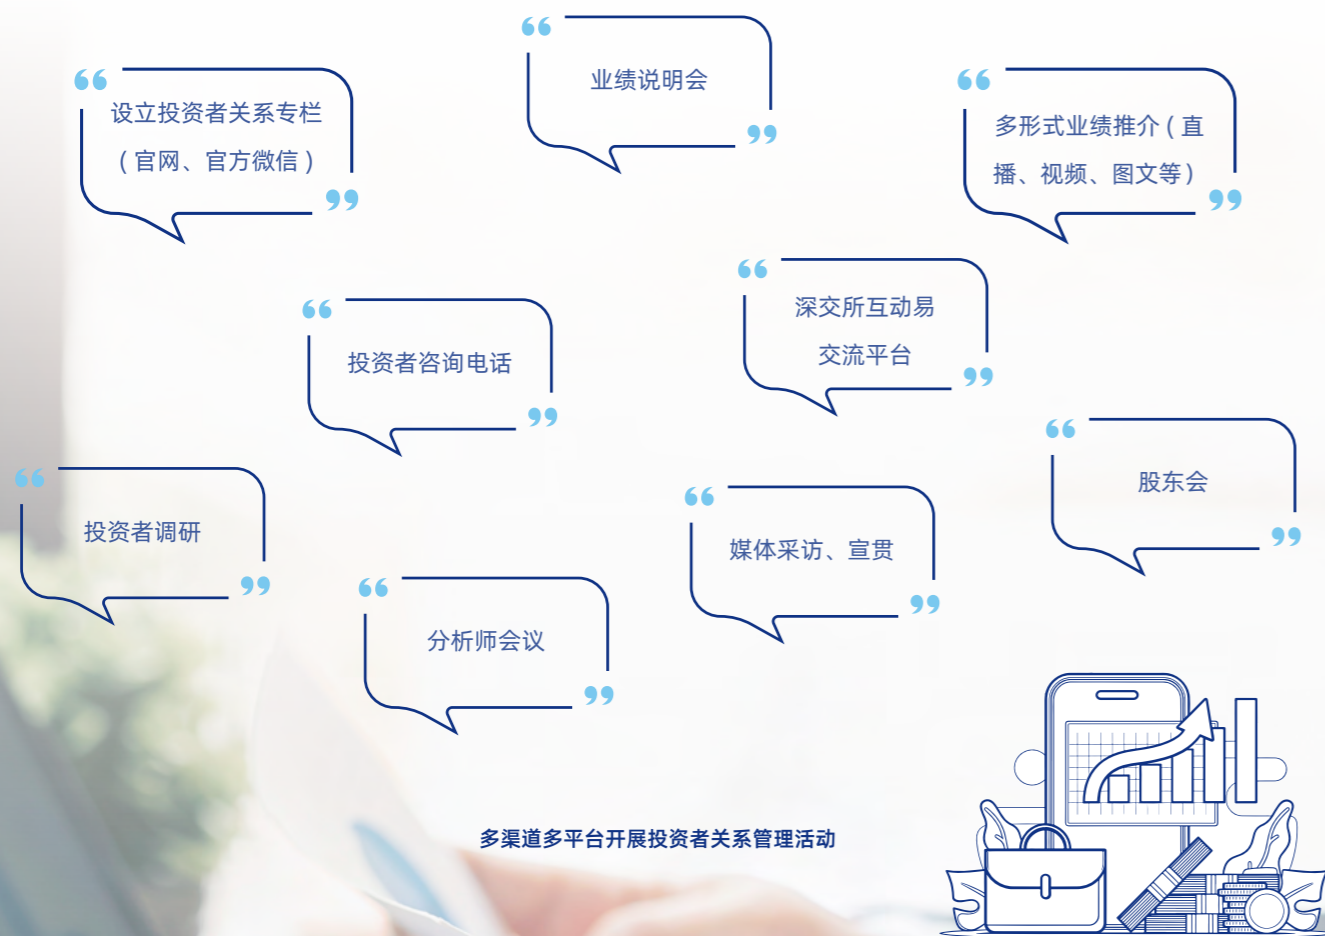 业绩说明会
设立投资者关系专栏
（官网、官方微信）
多形式业绩推介（直
播、视频、图文等）
投资者咨询电话
深交所互动易
交流平台
股东会
投资者调研
媒体采访、宣贯
分析师会议
多渠道多平台开展投资者关系管理活动